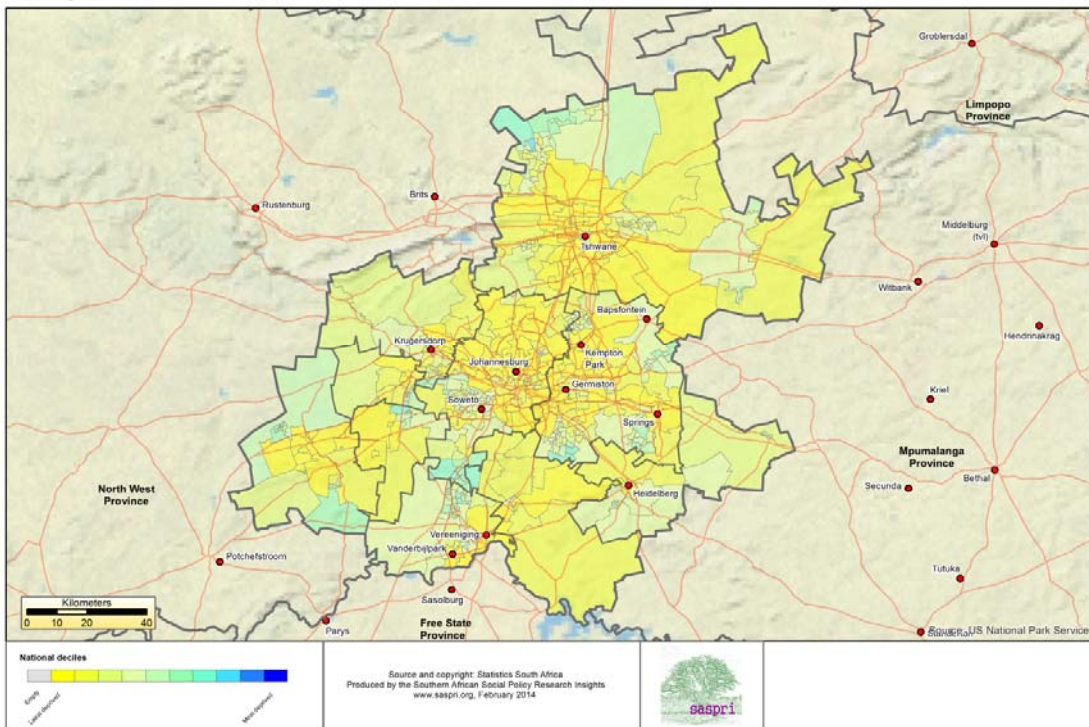 Groblersdal
Limpopo
Province
Brits
Rustenburg
Middelburg
(tvl)
Tshwane
Witbank
Bapsfontein
Hendrinakrag
Krugersdorp
Kempton
Park
Johannesburg
Germiston
Kriel
Soweto
Springs
Mpumalanga
Province
Bethal
Secunda
Heidelberg
North West
Province
Vereeniging
Vanderbijlpark
Potchefstroom
Tutuka
Sasolburg
Kilometers
0 10 20 40
Parys
Free State
Province
Source: US National Park Service
National deciles
Empty
Least deprived
Most deprived
Source and copyright: Statistics South Africa
Produced by the Southern African Social Policy Research Insights
www.saspri.org, February 2014
saspri